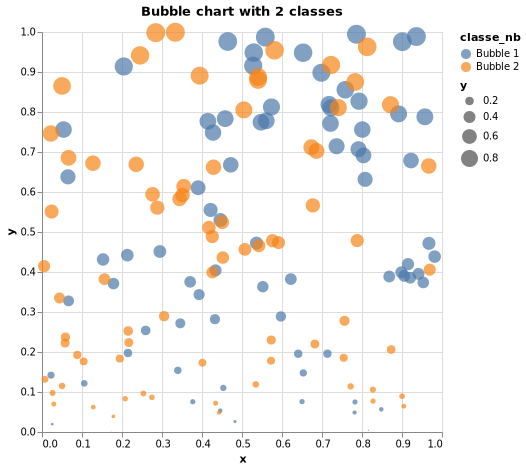 Bubble chart with 2 classes
1.0
0.9
0.8
0.7
0.6
0.5
0.4
0.3
0.2
0.1
0.0
y
0.0 0.1 0.2 0.3 0.4 0.5 0.6 0.7 0.8 0.9 1.0
x
classe_nb
Bubble 1
Bubble 2
y
0.2
0.4
0.6
0.8